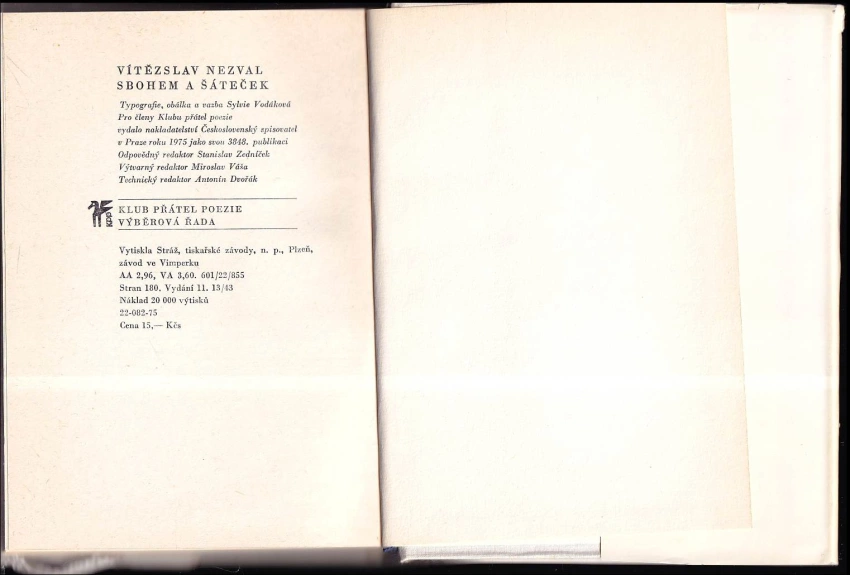 VÍTĚZSLAV NEZVAL
SBOHEM A ŠÁTEČEK
Typografie, obálka a vazba Sylvie Vodáková
Pro členy Klubu přátel poezie
vydalo nakladatelství Československý spisovatel
v Praze roku 1975 jako svou 3848. publikaci
Odpovědný redaktor Stanislav Zedníček
Výtvarný redaktor Miroslav Váša
Technický redaktor Antonín Dvořák
KPP
KLUB PŘÁTEL POEZIE
VÝBĚROVÁ ŘADA
Vytiskla Stráž, tiskařské závody, n. p., Plzeň,
závod ve Vimperku
AA 2,96, VA 3,60. 601/22/855
Stran 180. Vydání 11. 13/43
Náklad 20 000 výtisků
22-082-75
Cena 15,— Kčs